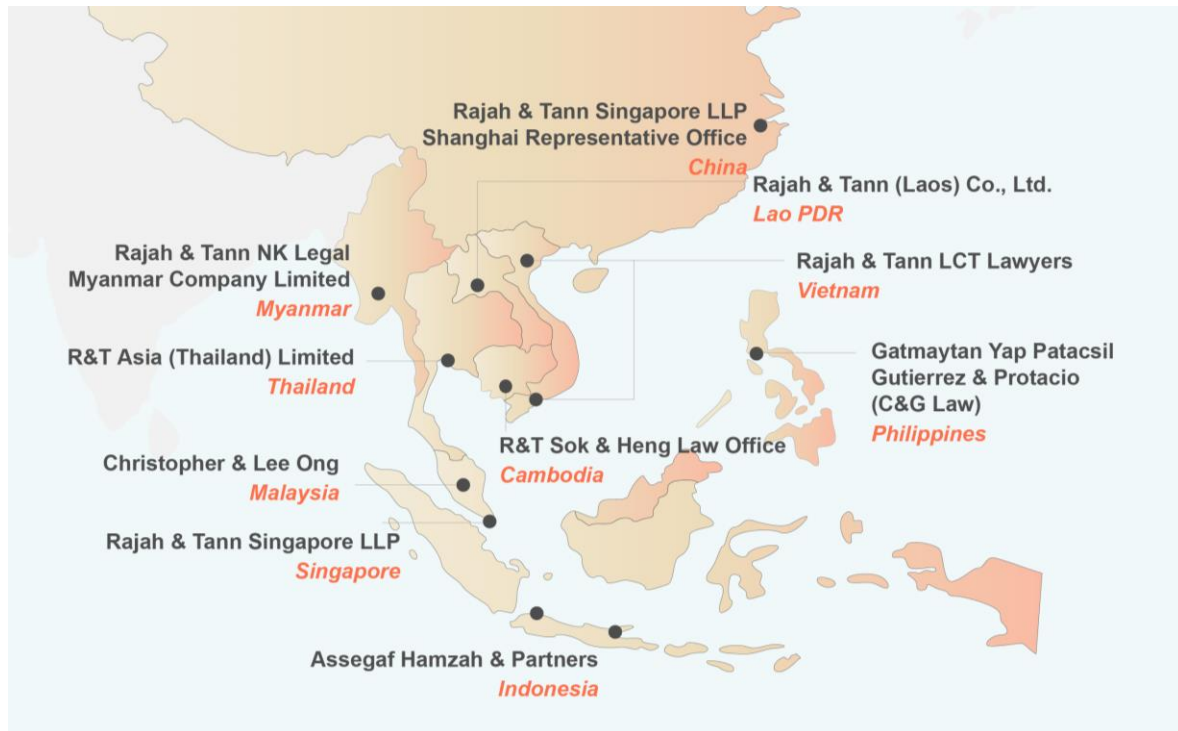 Rajah & Tann Singapore LLP
Shanghai Representative Office
China
Rajah & Tann (Laos) Co., Ltd.
Lao PDR
Rajah & Tann NK Legal
Myanmar Company Limited
Myanmar
Rajah & Tann LCT Lawyers
Vietnam
R&T Asia (Thailand) Limited
Thailand
Gatmaytan Yap Patacsil
Gutierrez & Protacio
(C&G Law)
Philippines
R&T Sok & Heng Law Office
Cambodia
Christopher & Lee Ong
Malaysia
Rajah & Tann Singapore LLP
Singapore
Assegaf Hamzah & Partners
Indonesia